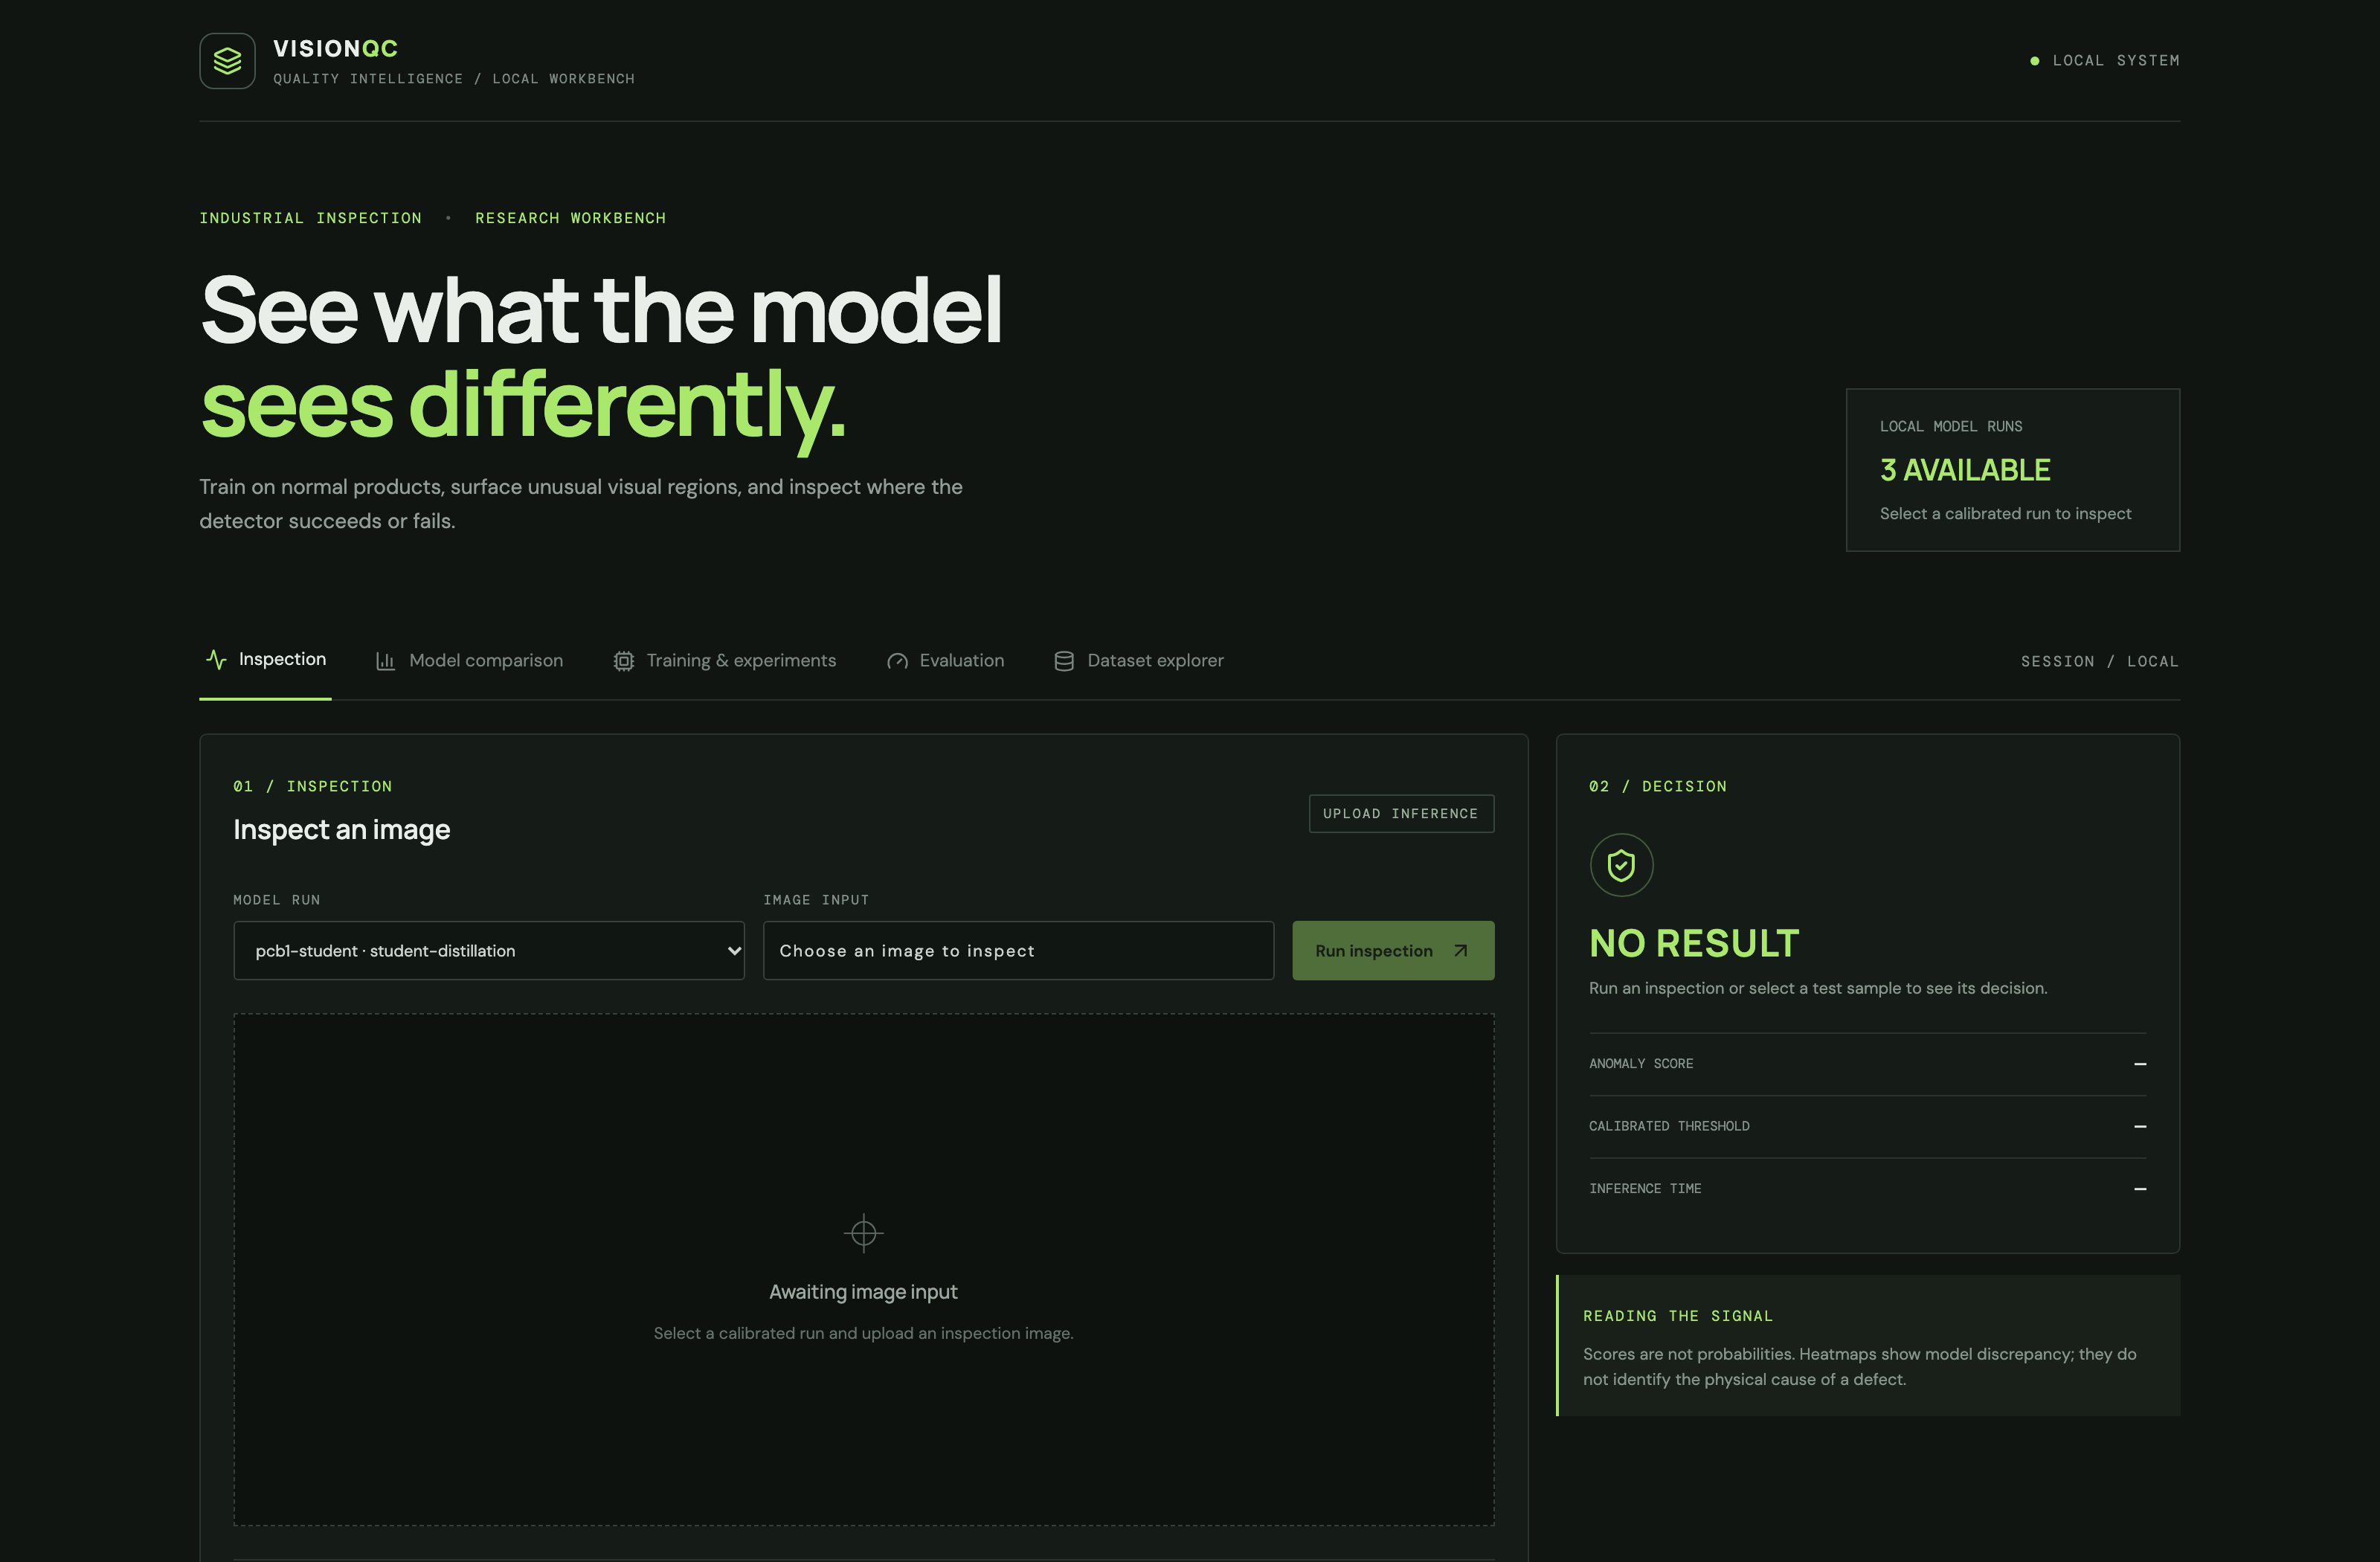 VISIONQC
QUALITY INTELLIGENCE / LOCAL WORKBENCH
LOCAL SYSTEM
INDUSTRIAL INSPECTION • RESEARCH WORKBENCH
See what the model
sees differently.
Train on normal products, surface unusual visual regions, and inspect where the
detector succeeds or fails.
LOCAL MODEL RUNS
3 AVAILABLE
Select a calibrated run to inspect
Inspection
Model comparison
Training & experiments
Evaluation
Dataset explorer
SESSION / LOCAL
01 / INSPECTION
Inspect an image
UPLOAD INFERENCE
MODEL RUN
pcb1-student · student-distillation
IMAGE INPUT
Choose an image to inspect
Run inspection
Awaiting image input
Select a calibrated run and upload an inspection image.
02 / DECISION
NO RESULT
Run an inspection or select a test sample to see its decision.
ANOMALY SCORE —
CALIBRATED THRESHOLD —
INFERENCE TIME —
READING THE SIGNAL
Scores are not probabilities. Heatmaps show model discrepancy; they do
not identify the physical cause of a defect.